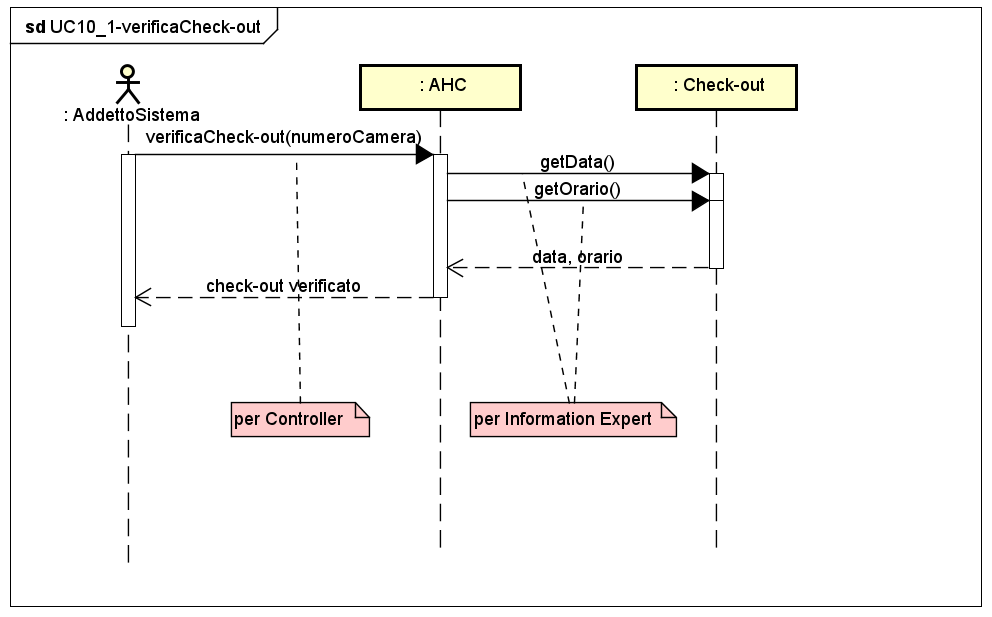 sd UC10_1-verificaCheck-out
: AddettoSistema
: AHC
: Check-out
verificaCheck-out(numeroCamera)
getData()
getOrario()
data, orario
check-out verificato
per Controller
per Information Expert